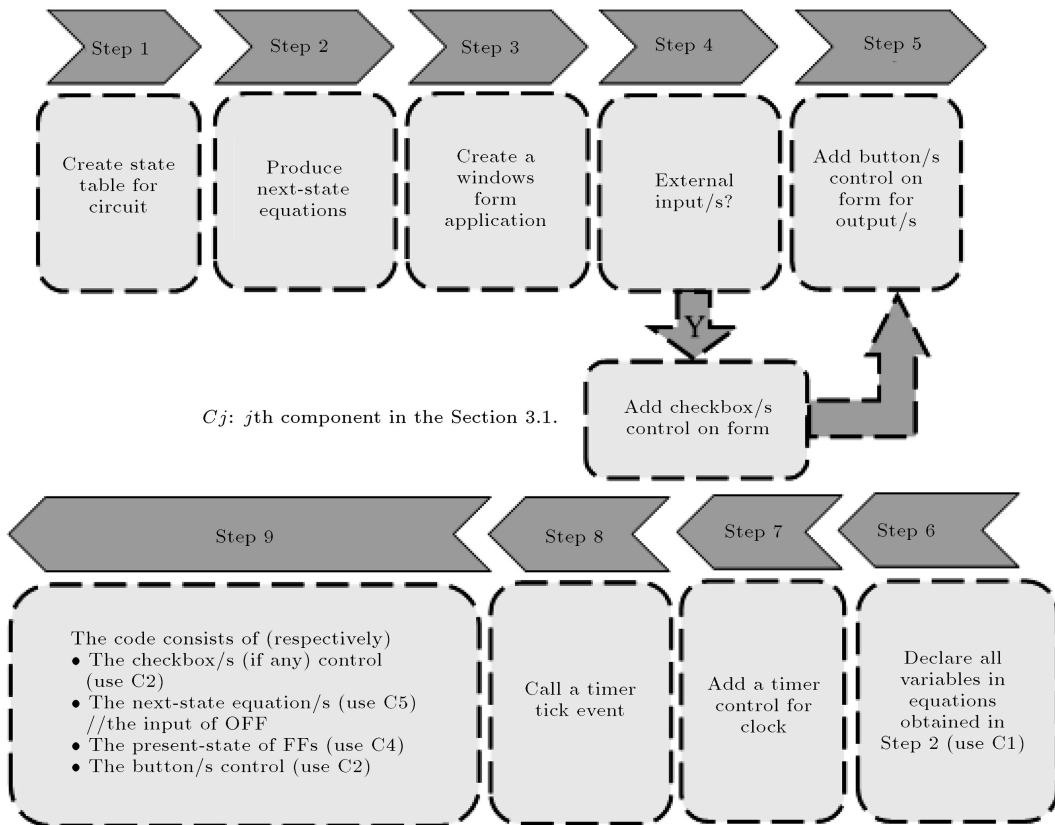 Step 1
Step 2
Step 3
Step 4
Step 5
Create state
table for
circuit
Produce
next-state
equations
Create a
windows
form
application
External
input/s?
Add button/s
control on
form for
output/s
Y
Cj: jth component in the Section 3.1.
Add checkbox/s
control on form
Step 9
Step 8
Step 7
Step 6
The code consists of (respectively)
• The checkbox/s (if any) control
(use C2)
• The next-state equation/s (use C5)
//the input of OFF
• The present-state of FFs (use C4)
• The button/s control (use C2)
Call a timer
tick event
Add a timer
control for
clock
Declare all
variables in
equations
obtained in
Step 2 (use C1)